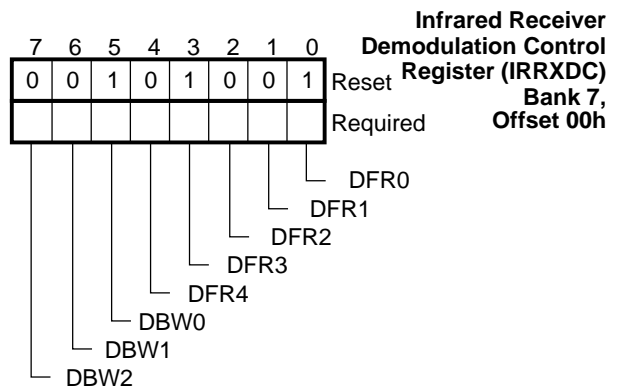 Infrared Receiver
Demodulation Control
Register (IRRXDC)
Bank 7,
Offset 00h
7 6 5 4 3 2 1 0
0 0 1 0 1 0 0 1 Reset
Required
DFR0
DFR1
DFR2
DFR3
DFR4
DBW0
DBW1
DBW2